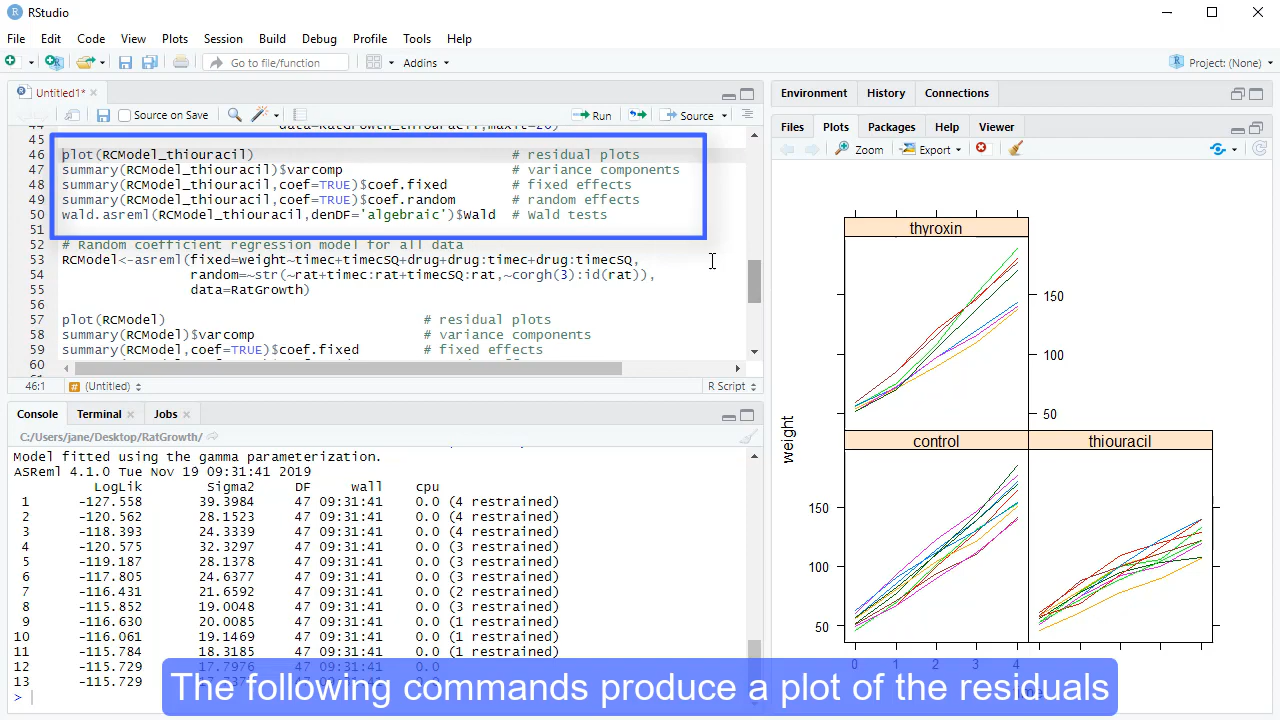 RStudio
File Edit Code View Plots Session Build Debug Profile Tools Help
Go to file/function Addins Project: (None)
Untitled1*
Source on Save Run Source
44 data=RatGrowth_thiouracil,maxit=20)
45
46 plot(RCModel_thiouracil) # residual plots
47 summary(RCModel_thiouracil)$varcomp # variance components
48 summary(RCModel_thiouracil,coef=TRUE)$coef.fixed # fixed effects
49 summary(RCModel_thiouracil,coef=TRUE)$coef.random # random effects
50 wald.asreml(RCModel_thiouracil,denDF='algebraic')$Wald # Wald tests
51
52 # Random coefficient regression model for all data
53 RCModel<-asreml(fixed=weight~timec+timecSQ+drug+drug:timec+drug:timecSQ,
54 random=~str(~rat+timec:rat+timecSQ:rat,~corgh(3):id(rat)),
55 data=RatGrowth)
56
57 plot(RCModel) # residual plots
58 summary(RCModel)$varcomp # variance components
59 summary(RCModel,coef=TRUE)$coef.fixed # fixed effects
60
46:1 (Untitled) R Script
Console Terminal Jobs
C:/Users/jane/Desktop/RatGrowth/
Model fitted using the gamma parameterization.
ASReml 4.1.0 Tue Nov 19 09:31:41 2019
LogLik Sigma2 DF wall cpu
1 -127.558 39.3984 47 09:31:41 0.0 (4 restrained)
2 -120.562 28.1523 47 09:31:41 0.0 (4 restrained)
3 -118.393 24.3339 47 09:31:41 0.0 (4 restrained)
4 -120.575 32.3297 47 09:31:41 0.0 (3 restrained)
5 -119.187 28.1378 47 09:31:41 0.0 (3 restrained)
6 -117.805 24.6377 47 09:31:41 0.0 (3 restrained)
7 -116.431 21.6592 47 09:31:41 0.0 (2 restrained)
8 -115.852 19.0048 47 09:31:41 0.0 (3 restrained)
9 -116.630 20.0085 47 09:31:41 0.0 (1 restrained)
10 -116.061 19.1469 47 09:31:41 0.0 (1 restrained)
11 -115.784 18.3185 47 09:31:41 0.0 (1 restrained)
12 -115.729 17.7976 47 09:31:41 0.0
13 -115.729
>
Environment History Connections
Files Plots Packages Help Viewer
Zoom Export
thyroxin
150
100
50
weight
control thiouracil
150
100
50
0 1 2 3 4
The following commands produce a plot of the residuals